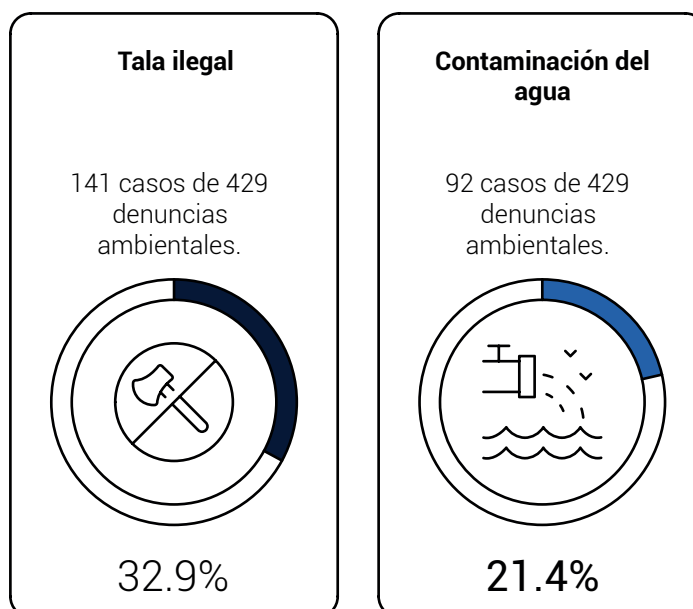 Tala ilegal
141 casos de 429
denuncias
ambientales.
32.9%
Contaminación del
agua
92 casos de 429
denuncias
ambientales.
21.4%